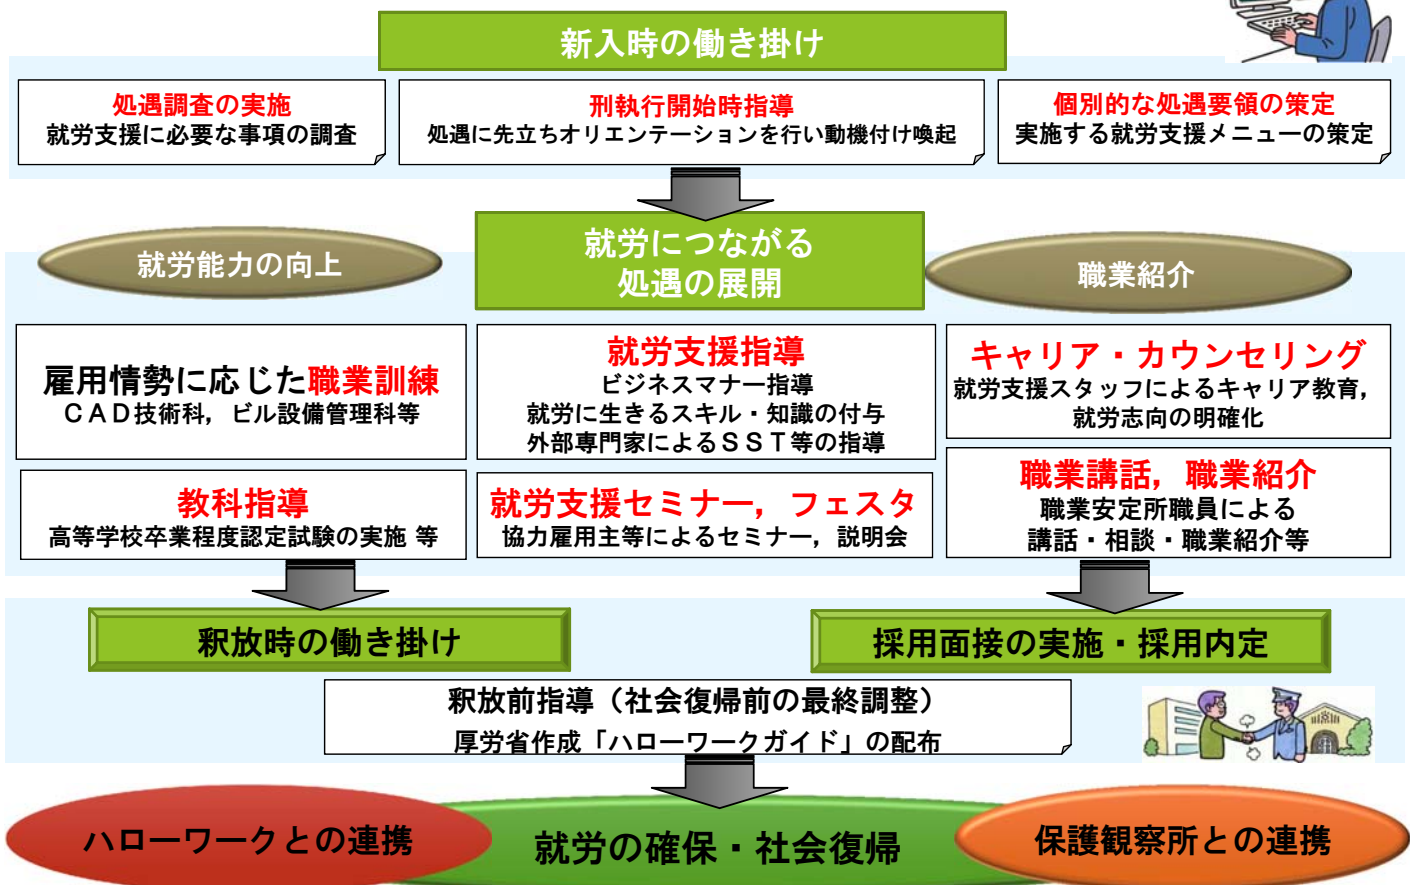 新入時の働き掛け
処遇調査の実施
就労支援に必要な事項の調査
刑執行開始時指導
処遇に先立ちオリエンテーションを行い動機付け喚起
個別的な処遇要領の策定
実施する就労支援メニューの策定
就労能力の向上
就労につながる
処遇の展開
職業紹介
雇用情勢に応じた職業訓練
ＣＡＤ技術科，ビル設備管理科等
就労支援指導
ビジネスマナー指導
就労に生きるスキル・知識の付与
外部専門家によるＳＳＴ等の指導
キャリア・カウンセリング
就労支援スタッフによるキャリア教育，
就労志向の明確化
教科指導
高等学校卒業程度認定試験の実施 等
就労支援セミナー，フェスタ
協力雇用主等によるセミナー，説明会
職業講話，職業紹介
職業安定所職員による
講話・相談・職業紹介等
釈放時の働き掛け
採用面接の実施・採用内定
釈放前指導（社会復帰前の最終調整）
厚労省作成「ハローワークガイド」の配布
ハローワークとの連携
就労の確保・社会復帰
保護観察所との連携